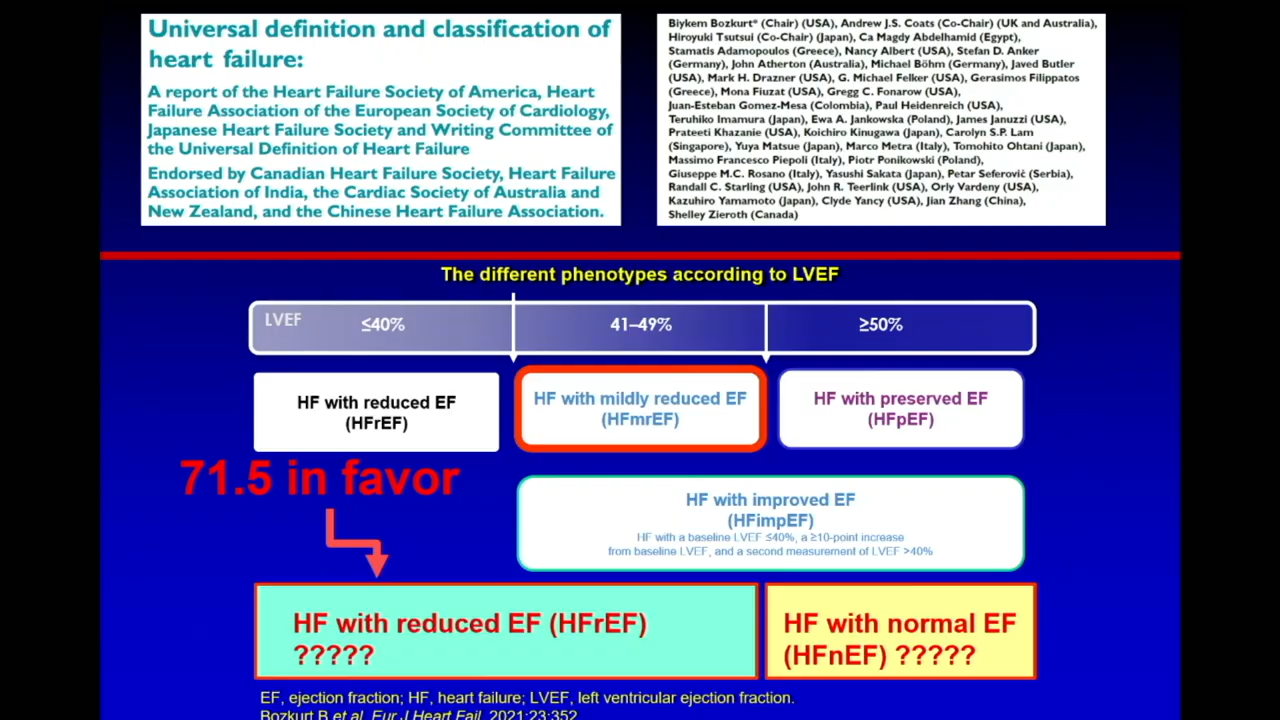 Universal definition and classification of
heart failure:
A report of the Heart Failure Society of America, Heart
Failure Association of the European Society of Cardiology,
Japanese Heart Failure Society and Writing Committee of
the Universal Definition of Heart Failure
Endorsed by Canadian Heart Failure Society, Heart Failure
Association of India, the Cardiac Society of Australia and
New Zealand, and the Chinese Heart Failure Association.
Biykem Bozkurt* (Chair) (USA), Andrew J.S. Coats (Co-Chair) (UK and Australia),
Hiroyuki Tsutsui (Co-Chair) (Japan), Ca Magdy Abdelhamid (Egypt),
Stamatis Adamopoulos (Greece), Nancy Albert (USA), Stefan D. Anker
(Germany), John Atherton (Australia), Michael Böhm (Germany), Javed Butler
(USA), Mark H. Drazner (USA), G. Michael Felker (USA), Gerasimos Filippatos
(Greece), Mona Fiuzat (USA), Gregg C. Fonarow (USA),
Juan-Esteban Gomez-Mesa (Colombia), Paul Heidenreich (USA),
Teruhiko Imamura (Japan), Ewa A. Jankowska (Poland), James Januzzi (USA),
Prateeti Khazanie (USA), Koichiro Kinugawa (Japan), Carolyn S.P. Lam
(Singapore), Yuya Matsue (Japan), Marco Metra (Italy), Tomohito Ohtani (Japan),
Massimo Francesco Piepoli (Italy), Piotr Ponikowski (Poland),
Giuseppe M.C. Rosano (Italy), Yasushi Sakata (Japan), Petar Seferović (Serbia),
Randall C. Starling (USA), John R. Teerlink (USA), Orly Vardeny (USA),
Kazuhiro Yamamoto (Japan), Clyde Yancy (USA), Jian Zhang (China),
Shelley Zieroth (Canada)
The different phenotypes according to LVEF
LVEF ≤40% 41–49% ≥50%
HF with reduced EF
(HFrEF)
HF with mildly reduced EF
(HFmrEF)
HF with preserved EF
(HFpEF)
71.5 in favor
HF with improved EF
(HFimpEF)
HF with a baseline LVEF ≤40%, a ≥10-point increase
from baseline LVEF, and a second measurement of LVEF >40%
HF with reduced EF (HFrEF)
?????
HF with normal EF
(HFnEF) ?????
EF, ejection fraction; HF, heart failure; LVEF, left ventricular ejection fraction.
Bozkurt B et al. Eur J Heart Fail. 2021;23:352